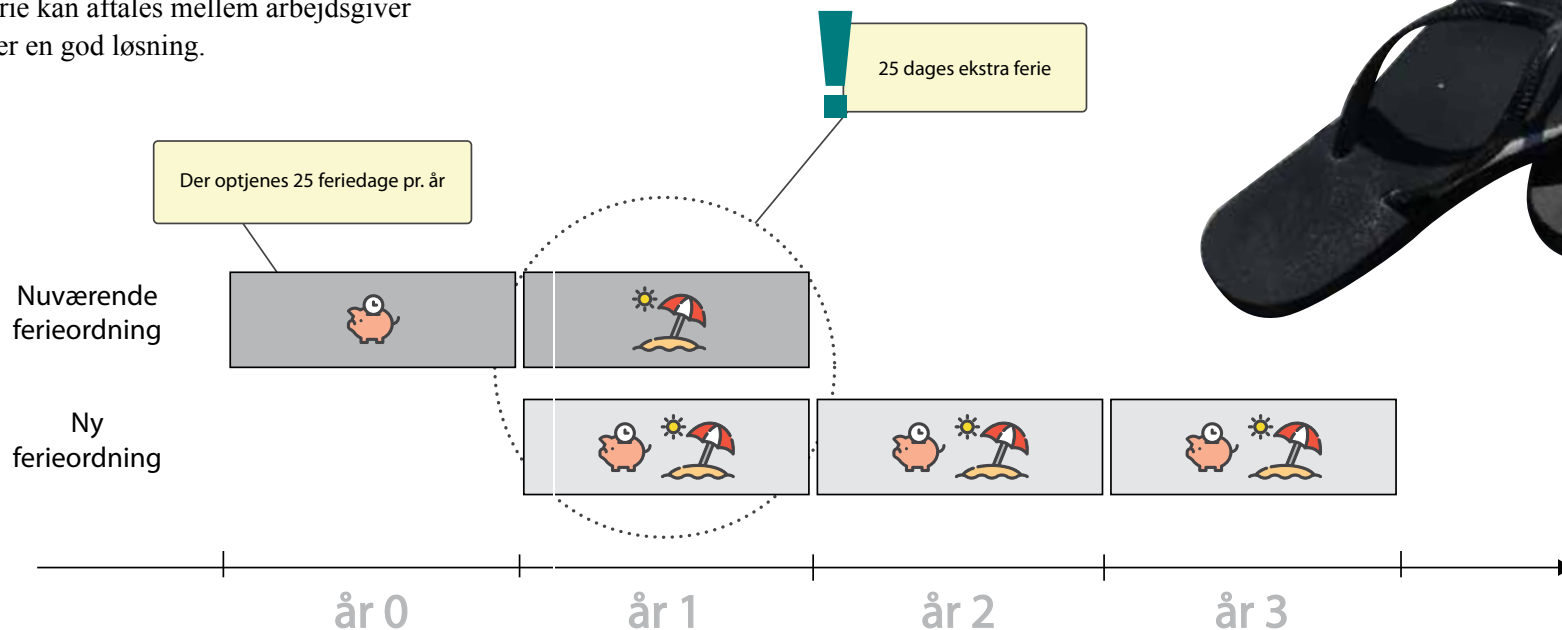 kan aftales mellem arbejdsgiver
er en god løsning.
25 dages ekstra ferie
Der optjenes 25 feriedage pr. år
Nuværende
ferieordning
Ny
ferieordning
år 0
år 1
år 2
år 3